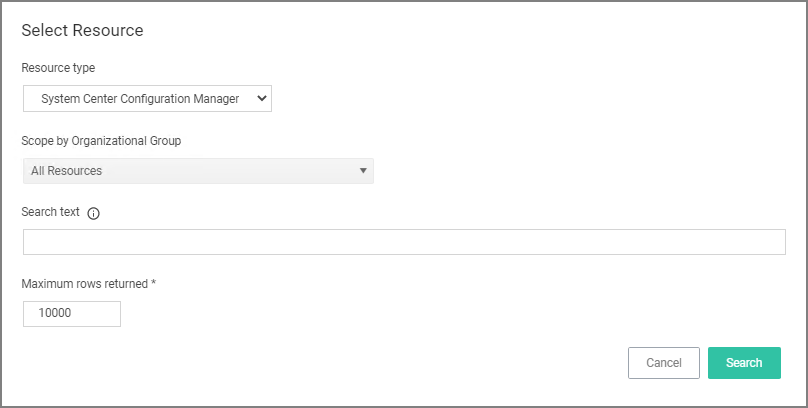 Select Resource
Resource type
System Center Configuration Manager
Scope by Organizational Group
All Resources
Search text
Maximum rows returned *
10000
Cancel Search